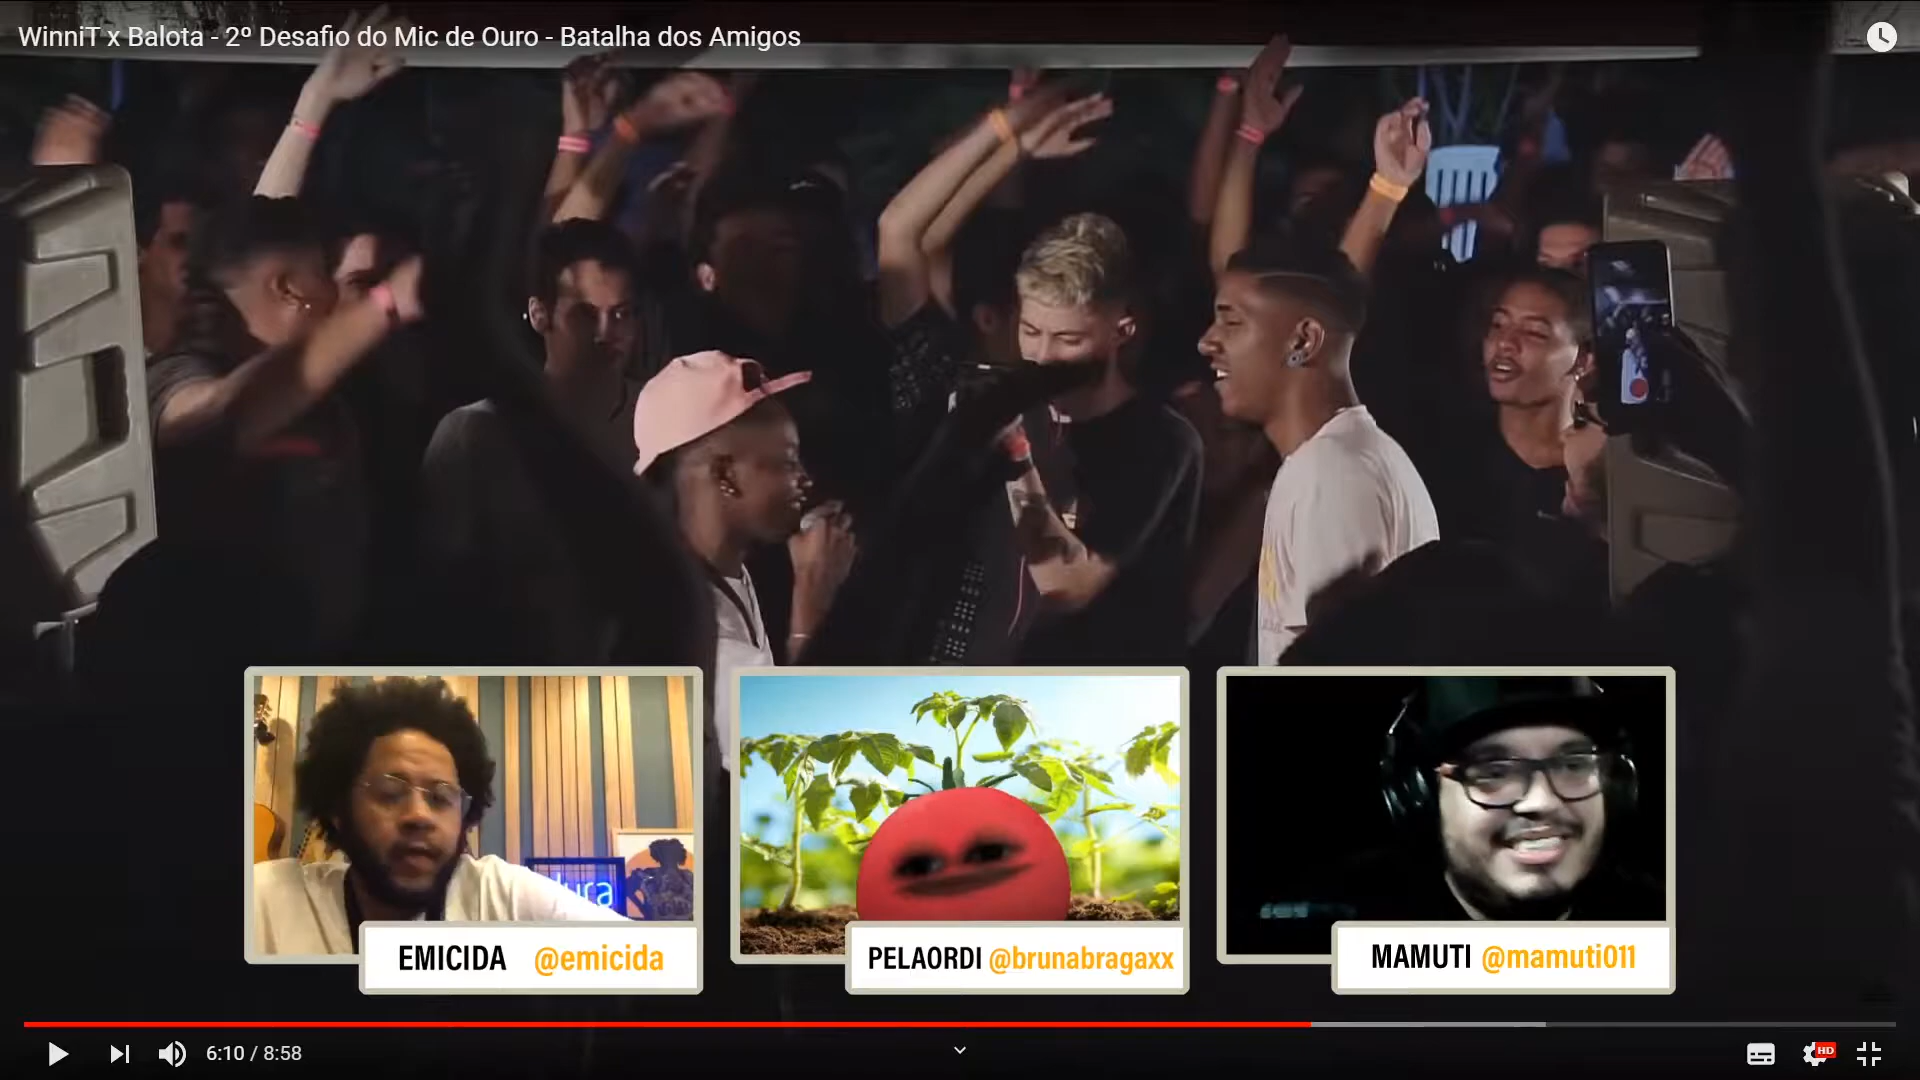 WinniT x Balota - 2º Desafio do Mic de Ouro - Batalha dos Amigos
EMICIDA @emicida
PELAORDI @brunabragaxx
MAMUTI @mamuti011
6:10 / 8:58
HD